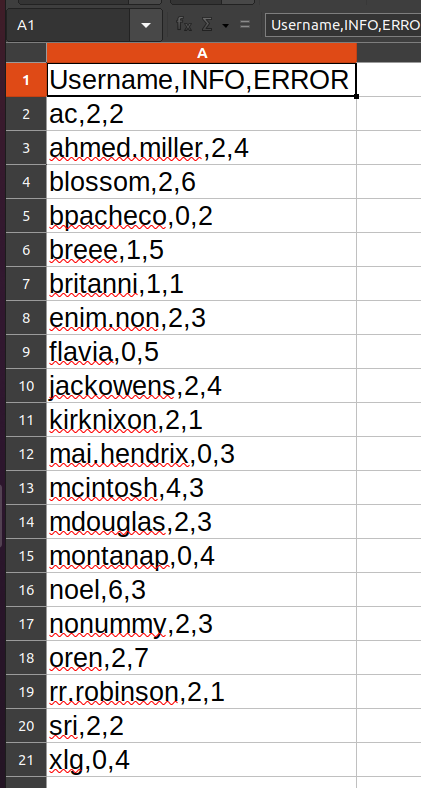 A1 fx Σ = Username,INFO,ERRO
A
1 Username,INFO,ERROR
2 ac,2,2
3 ahmed.miller,2,4
4 blossom,2,6
5 bpacheco,0,2
6 breee,1,5
7 britanni,1,1
8 enim.non,2,3
9 flavia,0,5
10 jackowens,2,4
11 kirknixon,2,1
12 mai.hendrix,0,3
13 mcintosh,4,3
14 mdouglas,2,3
15 montanap,0,4
16 noel,6,3
17 nonummy,2,3
18 oren,2,7
19 rr.robinson,2,1
20 sri,2,2
21 xlg,0,4